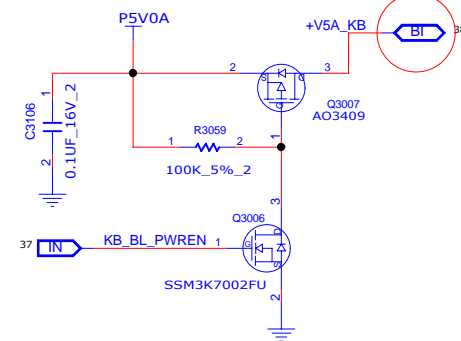 P5V0A
+V5A_KB
BI
38
2
3
S
D
G
Q3007
AO3409
1
C3106
1
2
0.1UF_16V_2
R3059
1
2
100K_5%_2
3
Q3006
37
IN
KB_BL_PWREN
1
G
D
S
SSM3K7002FU
2